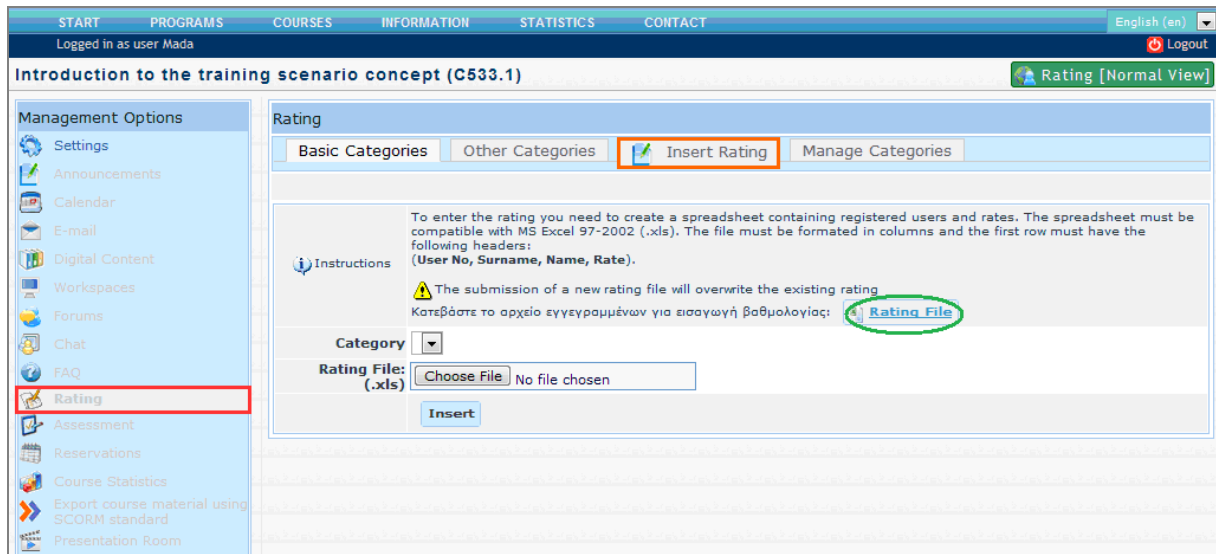 START PROGRAMS COURSES INFORMATION STATISTICS CONTACT English (en)
Logged in as user Mada Logout
Introduction to the training scenario concept (C533.1) Rating [Normal View]
Management Options
Settings
Announcements
Calendar
E-mail
Digital Content
Workspaces
Forums
Chat
FAQ
Rating
Assessment
Reservations
Course Statistics
Export course material using
SCORM standard
Presentation Room
Rating
Basic Categories Other Categories Insert Rating Manage Categories
Instructions
To enter the rating you need to create a spreadsheet containing registered users and rates. The spreadsheet must be
compatible with MS Excel 97-2002 (.xls). The file must be formated in columns and the first row must have the
following headers:
(User No, Surname, Name, Rate).
The submission of a new rating file will overwrite the existing rating
Κατεβάστε το αρχείο εγγεγραμμένων για εισαγωγή βαθμολογίας: Rating File
Category
Rating File:
(.xls)
Choose File No file chosen
Insert